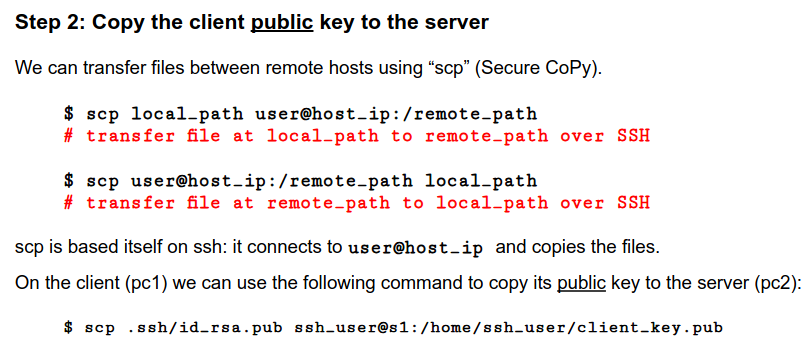 Step 2: Copy the client public key to the server
We can transfer files between remote hosts using “scp” (Secure CoPy).
$ scp local_path user@host_ip:/remote_path
# transfer file at local_path to remote_path over SSH
$ scp user@host_ip:/remote_path local_path
# transfer file at remote_path to local_path over SSH
scp is based itself on ssh: it connects to user@host_ip and copies the files.
On the client (pc1) we can use the following command to copy its public key to the server (pc2):
$ scp .ssh/id_rsa.pub ssh_user@s1:/home/ssh_user/client_key.pub